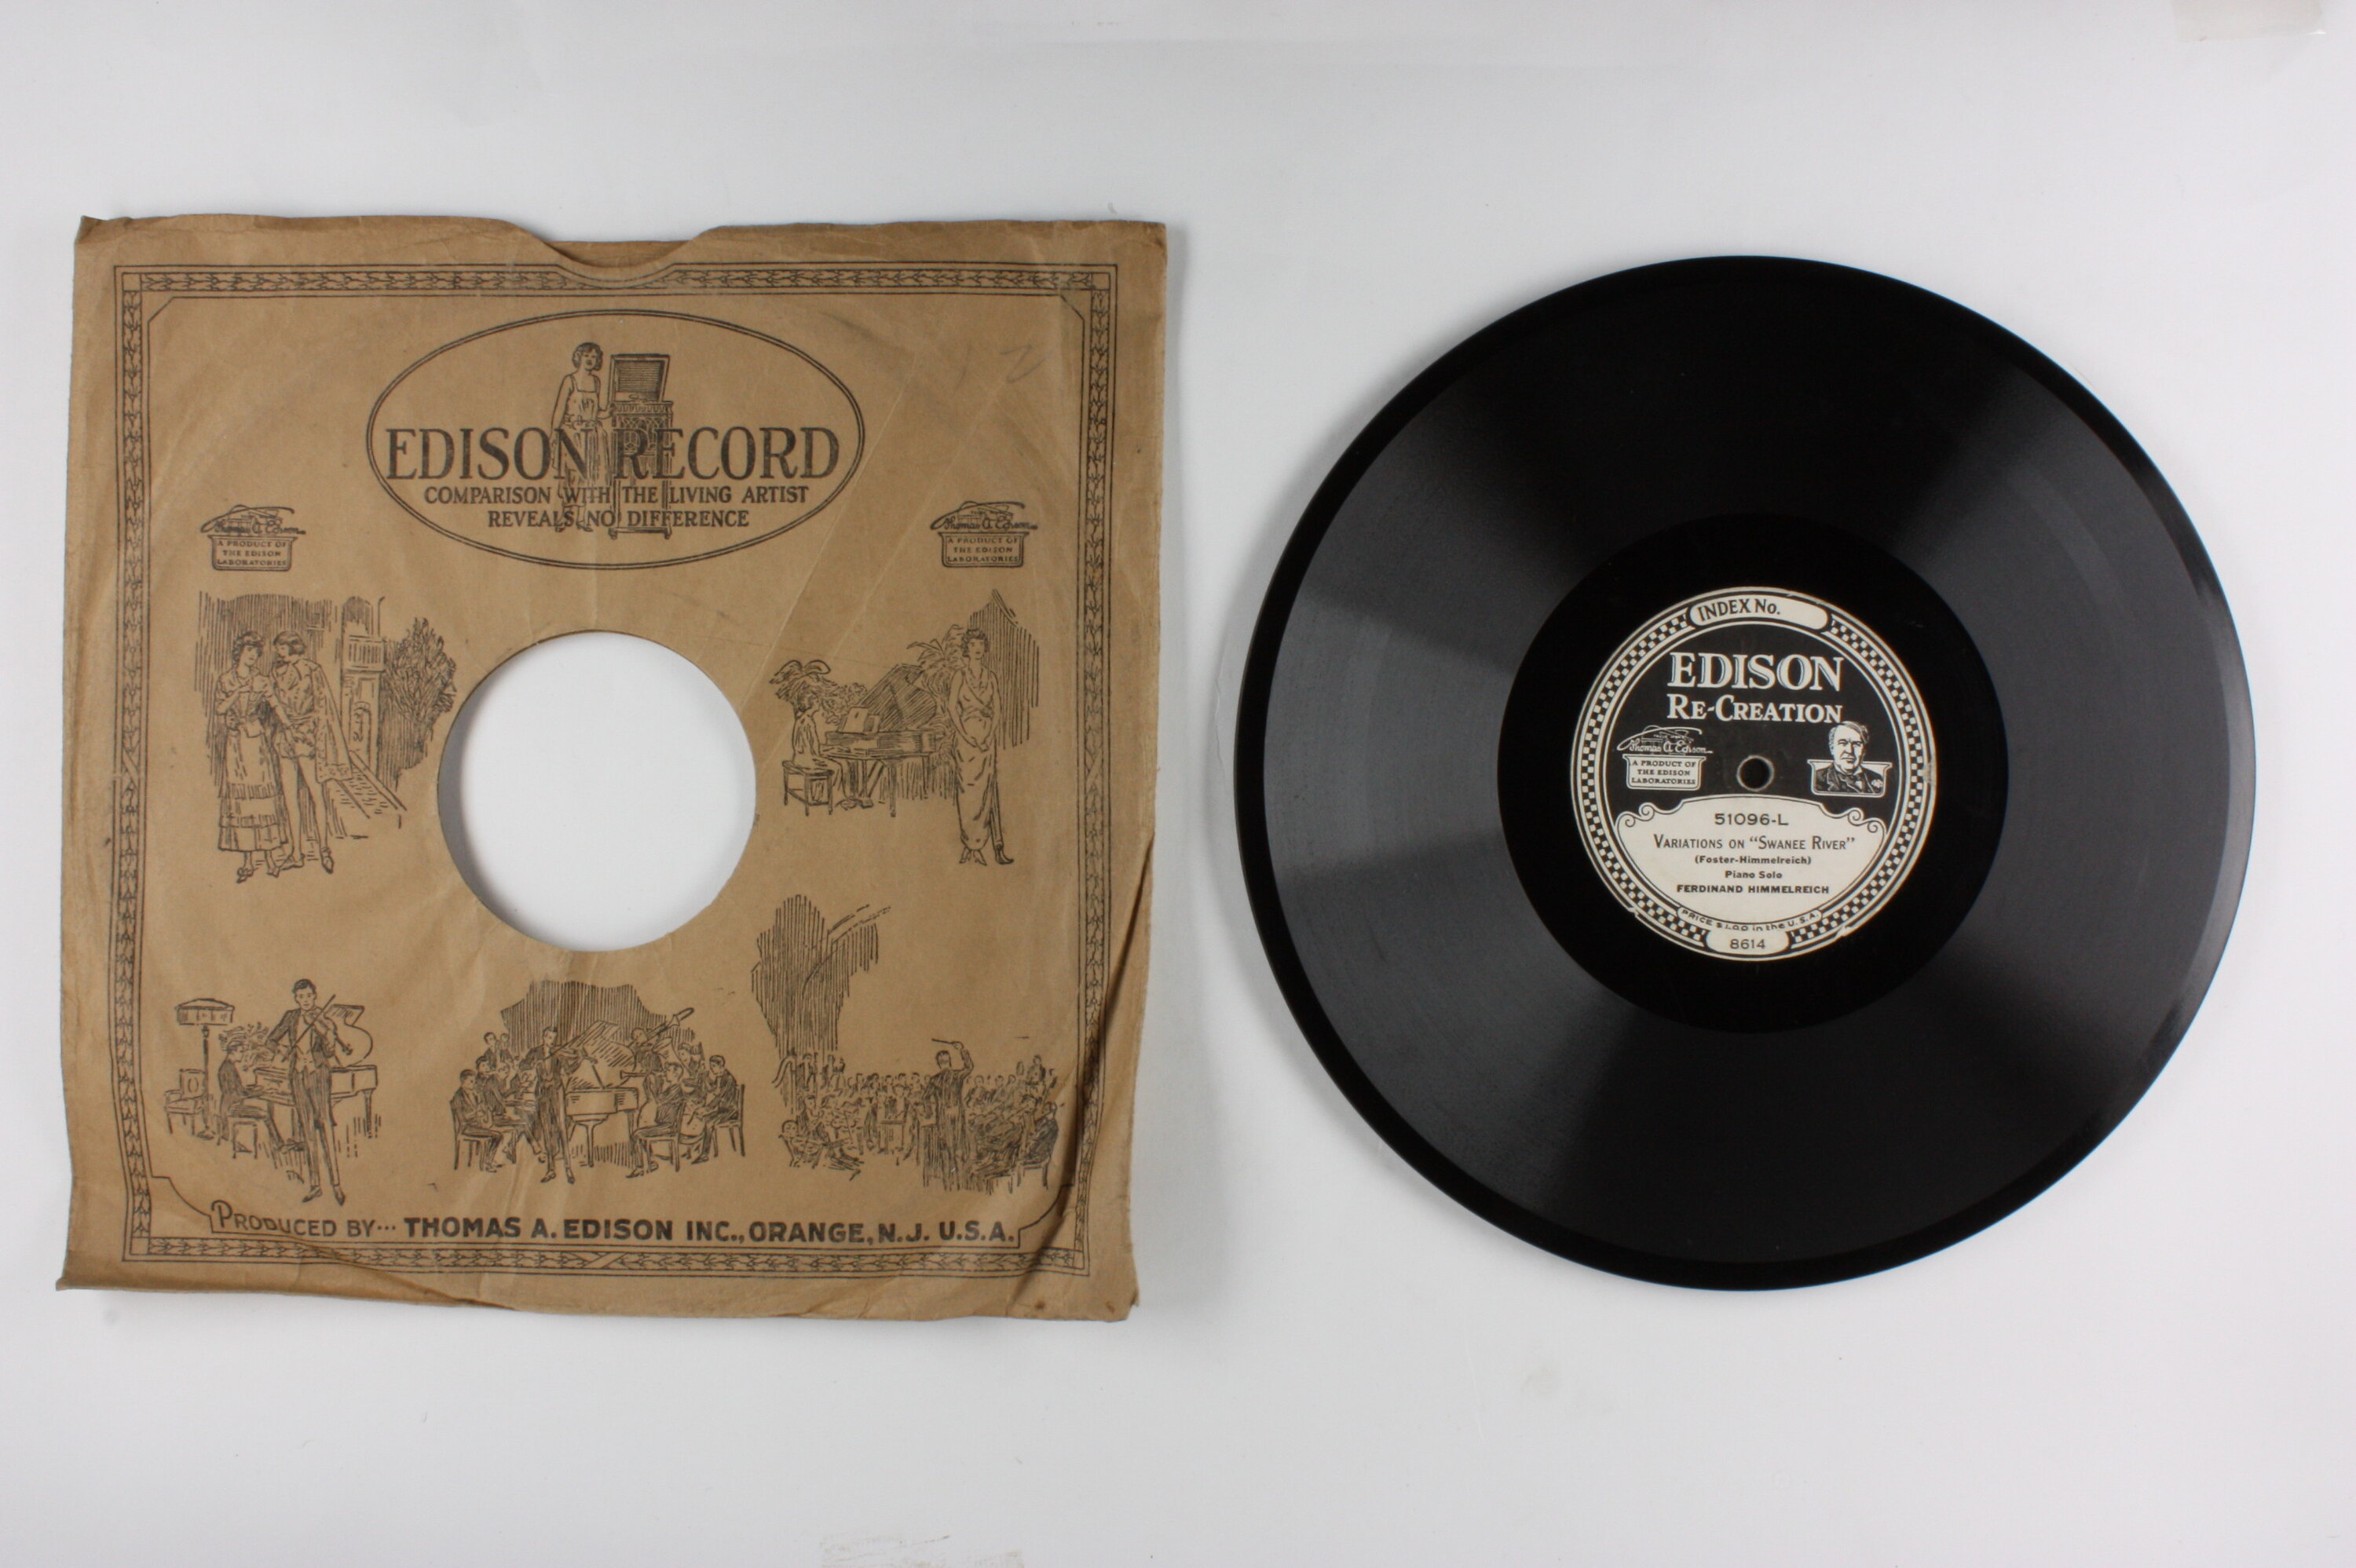 EDISON RECORD
COMPARISON WITH THE LIVING ARTIST
REVEALS NO DIFFERENCE
Thomas A. Edison
A PRODUCT OF
THE EDISON
LABORATORIES
Thomas A. Edison
A PRODUCT OF
THE EDISON
LABORATORIES
PRODUCED BY... THOMAS A. EDISON INC., ORANGE, N.J. U.S.A.
INDEX No.
EDISON
RE-CREATION
TRADE MARK
Thomas A. Edison
A PRODUCT OF
THE EDISON
LABORATORIES
51096-L
VARIATIONS ON "SWANEE RIVER"
(Foster-Himmelreich)
Piano Solo
FERDINAND HIMMELREICH
PRICE $1.00 in the U.S.A.
8614